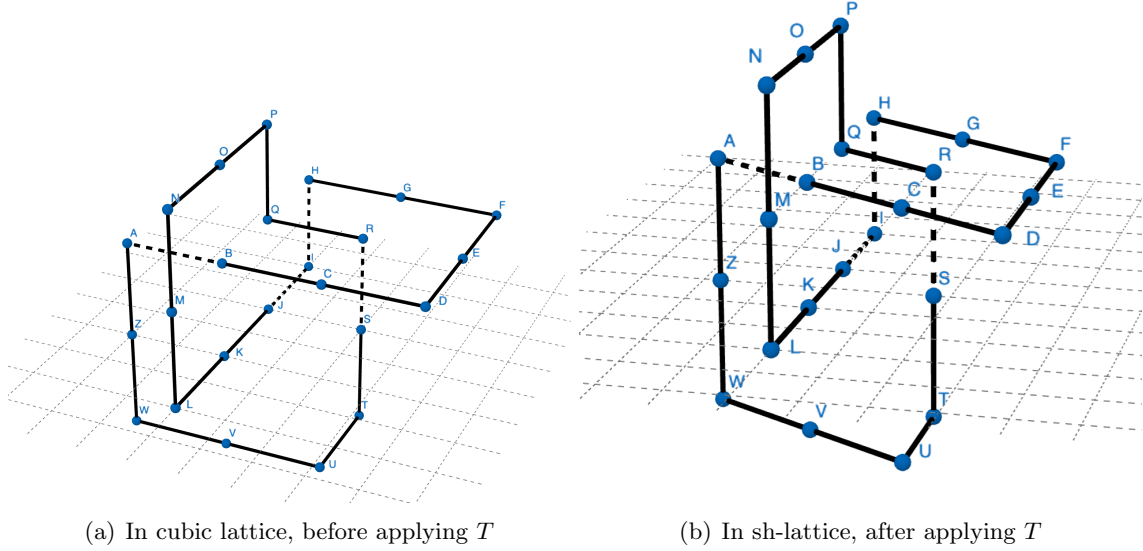 P
O
N
H
G
F
A
Q
R
B
I
C
E
J
D
M
Z
S
K
L
T
W
V
U
P
O
N
H
G
F
A
Q
R
B
E
C
M
I
D
J
Z
S
K
L
W
T
V
U
(a) In cubic lattice, before applying T
(b) In sh-lattice, after applying T